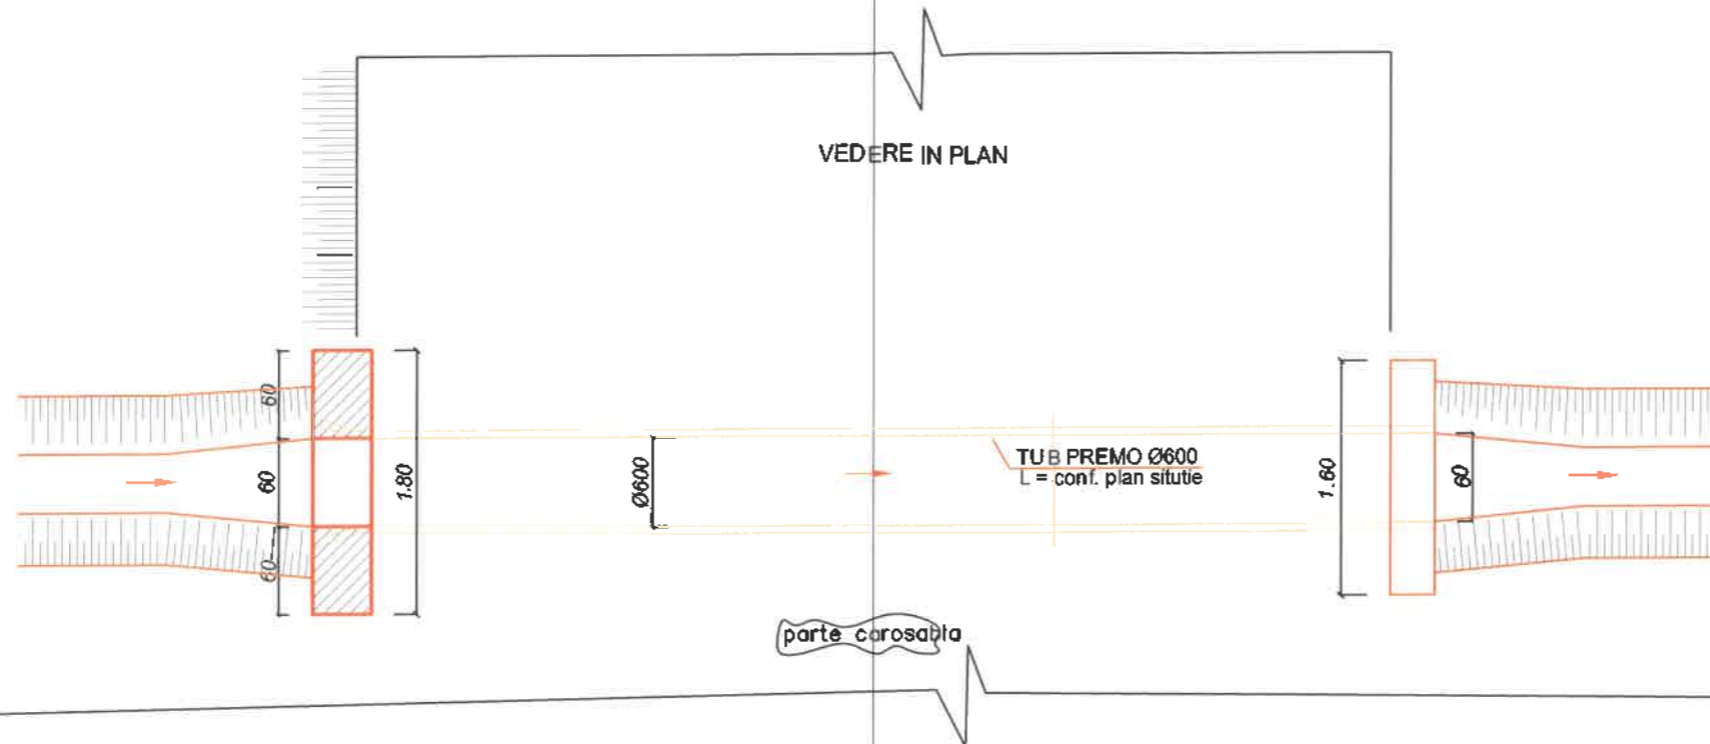 VEDERE IN PLAN
60
60
60
1.80
Ø600
TUB PREMO Ø600
L = conf. plan situtie
1.60
60
parte carosabla